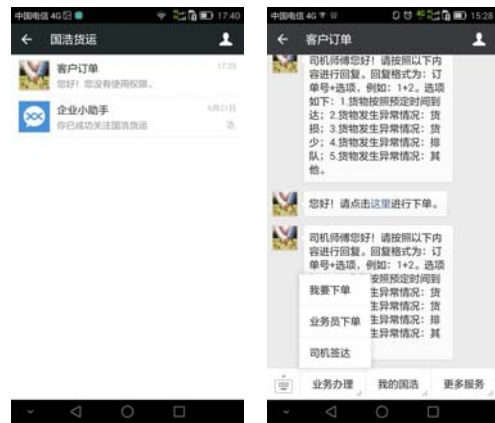 中国电信 4G 17:40
国浩货运
客户订单 17:29
您好！您没有使用权限。
企业小助手 6月21日
你已成功关注国浩货运
中国电信 4G 15:28
客户订单
司机师傅您好！请按照以下内
容进行回复。回复格式为：订
单号+选项，例如：1+2。选项
如下：1.货物按照预定时间到
达；2.货物发生异常情况：货
损；3.货物发生异常情况：货
少；4.货物发生异常情况：排
队；5.货物发生异常情况：其
他。
您好！请点击这里进行下单。
司机师傅您好！请按照以下内
容进行回复。回复格式为：订
单号+选项，例如：1+2。选项
安照预定时间到
生异常情况：货
生异常情况：货
生异常情况：排
生异常情况：其
我要下单
业务员下单
司机签达
业务办理 我的国浩 更多服务